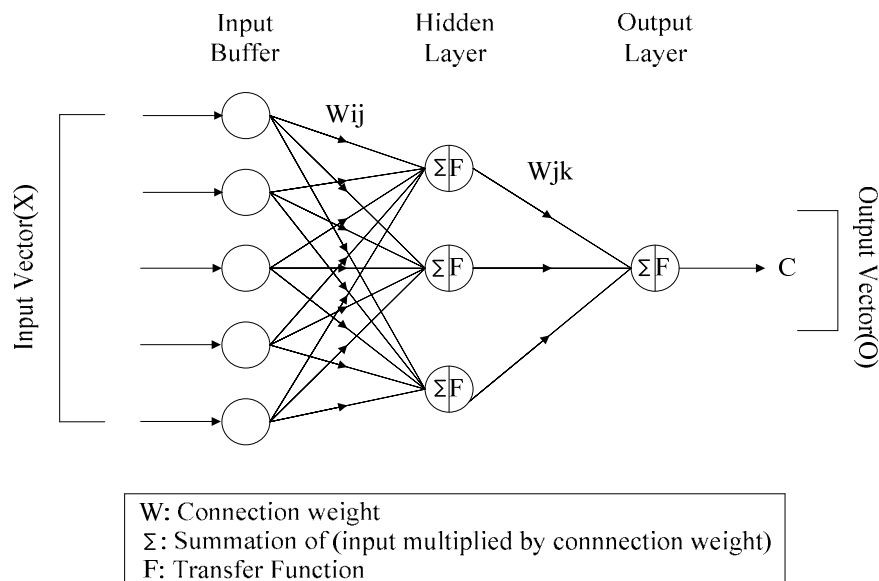 Input
Buffer
Hidden
Layer
Output
Layer
Wij
Wjk
Input Vector(X)
ΣF
ΣF
ΣF
ΣF
C
Output Vector(O)
W: Connection weight
Σ: Summation of (input multiplied by connnection weight)
F: Transfer Function